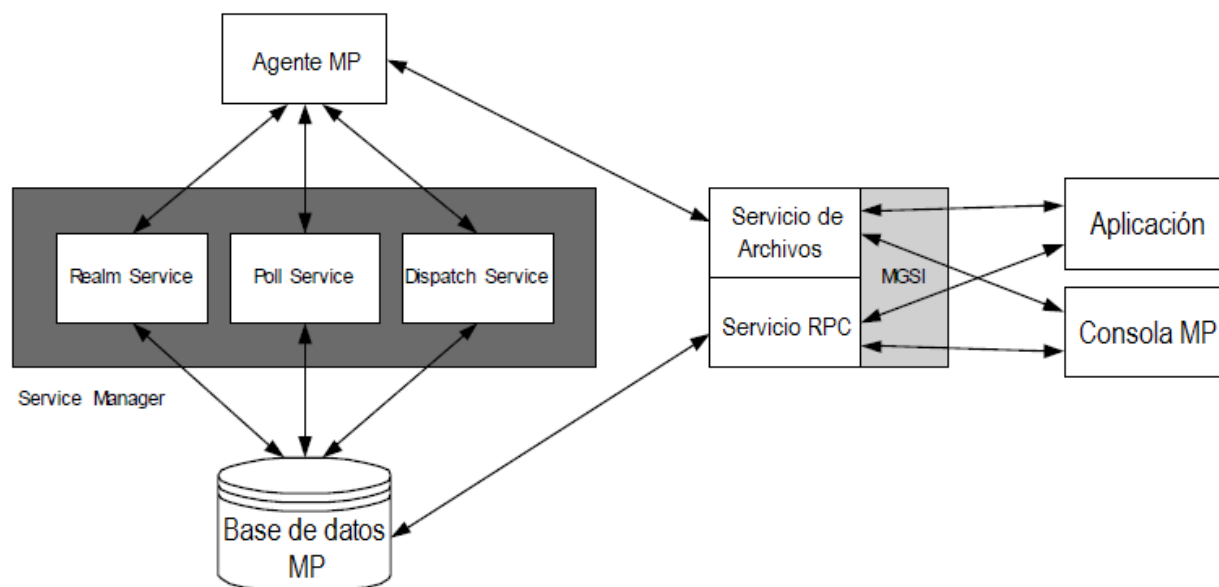 Agente MP
Servicio de
Archivos
Aplicación
Realm Service
Poll Service
Dispatch Service
MGSI
Servicio RPC
Consola MP
Service Manager
Base de datos
MP